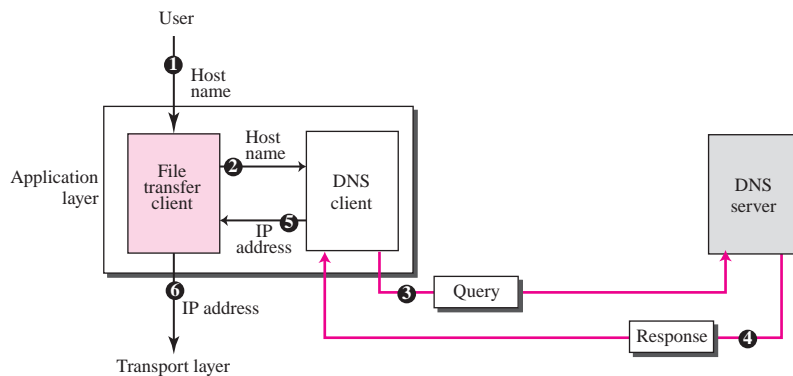 User
1
Host
name
Application
layer
File
transfer
client
2
Host
name
DNS
client
5
IP
address
DNS
server
6
IP address
3
Query
Response
4
Transport layer